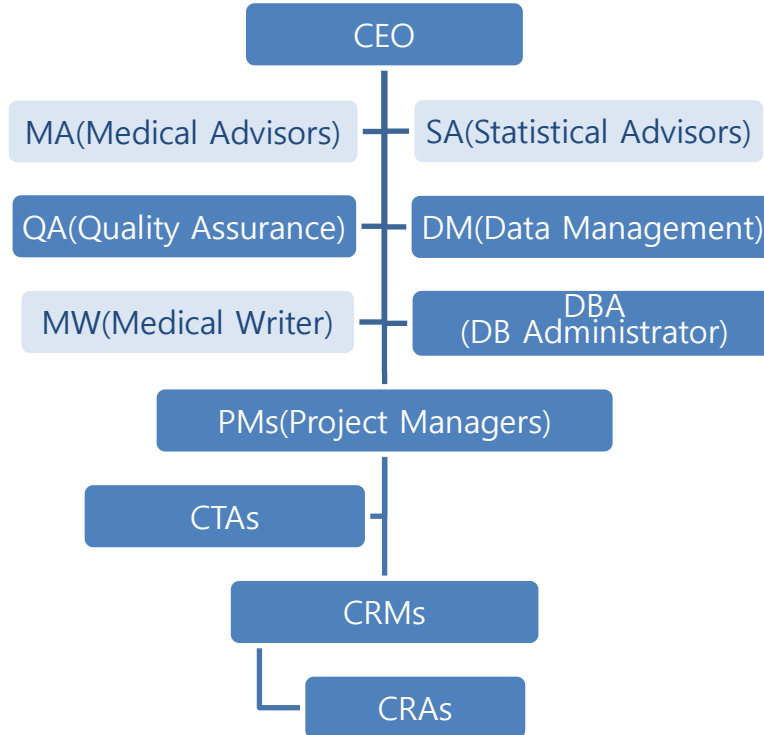 CEO
MA(Medical Advisors)
SA(Statistical Advisors)
QA(Quality Assurance)
DM(Data Management)
MW(Medical Writer)
DBA
(DB Administrator)
PMs(Project Managers)
CTAs
CRMs
CRAs